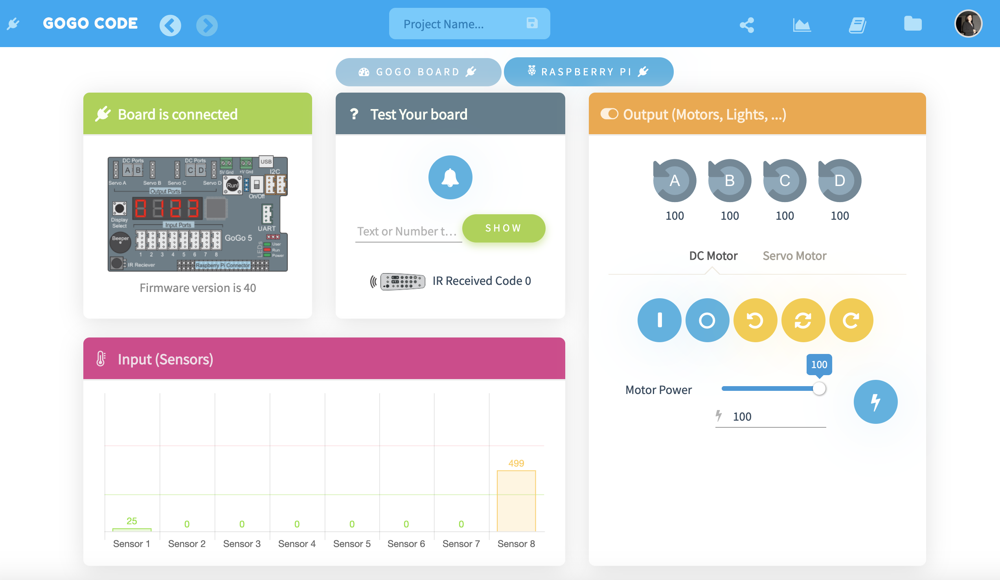 GOGO CODE
Project Name...
GOGO BOARD
RASPBERRY PI
Board is connected
DC Ports
DC Ports
USB
A B
C D
5V Gnd
+V Gnd
I2C
Servo A
Servo B
Servo C
Servo D
Run!
Output Ports
On/Off
0 1 2 3
Display
Select
Input Ports
UART
Beeper
GoGo 5
1 2 3 4 5 6 7 8
LEDs
User
Run
Power
IR Reciever
Raspberry Pi Connector
Firmware version is 40
? Test Your board
Text or Number t...
SHOW
IR Received Code 0
Output (Motors, Lights, ...)
A B C D
100 100 100 100
DC Motor
Servo Motor
100
Motor Power
100
Input (Sensors)
499
25 0 0 0 0 0 0
Sensor 1 Sensor 2 Sensor 3 Sensor 4 Sensor 5 Sensor 6 Sensor 7 Sensor 8